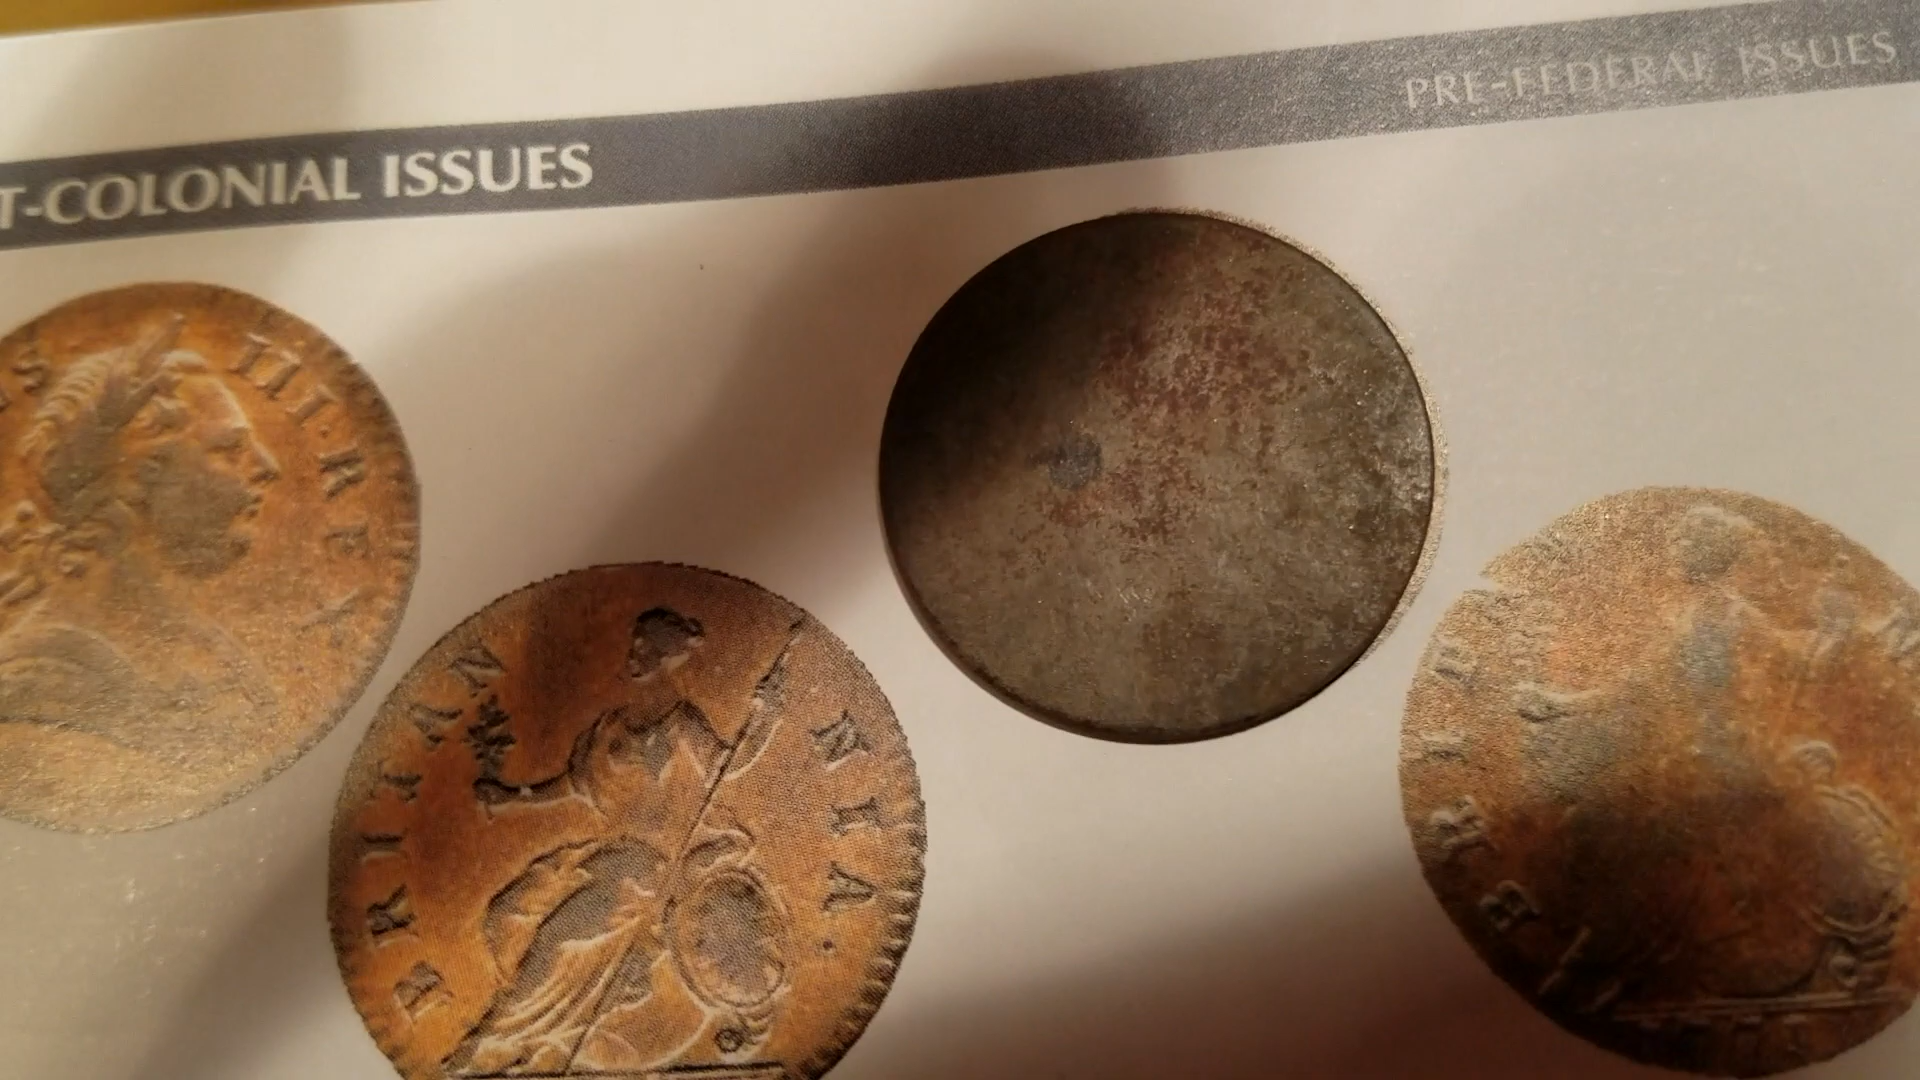 T-COLONIAL ISSUES
PRE-FEDERAL ISSUES
III·REX
BRITAN
NIA·